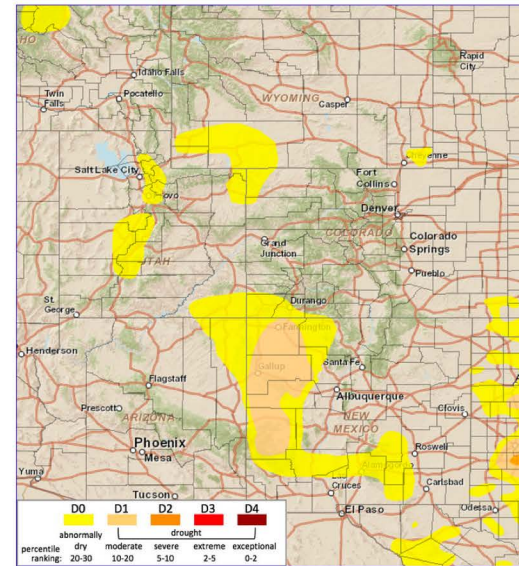 HO
Rapid
City
Idaho Falls
Twin
Falls
Pocatello
WYOMING
Casper
Salt Lake City
Cheyenne
Fort
Collins
Provo
Denver
COLORADO
Colorado
Springs
UTAH
Grand
Junction
Pueblo
St.
George
Durango
Farmington
Henderson
Gallup
Santa Fe
Flagstaff
Albuquerque
Prescott
ARIZONA
NEW
MEXICO
Clovis
Phoenix
Mesa
Roswell
Alamogordo
Yuma
Tucson
Cruces
Carlsbad
El Paso
Odessa
D0 D1 D2 D3 D4
abnormally
dry
drought
moderate severe extreme exceptional
percentile
ranking: 20-30 10-20 5-10 2-5 0-2